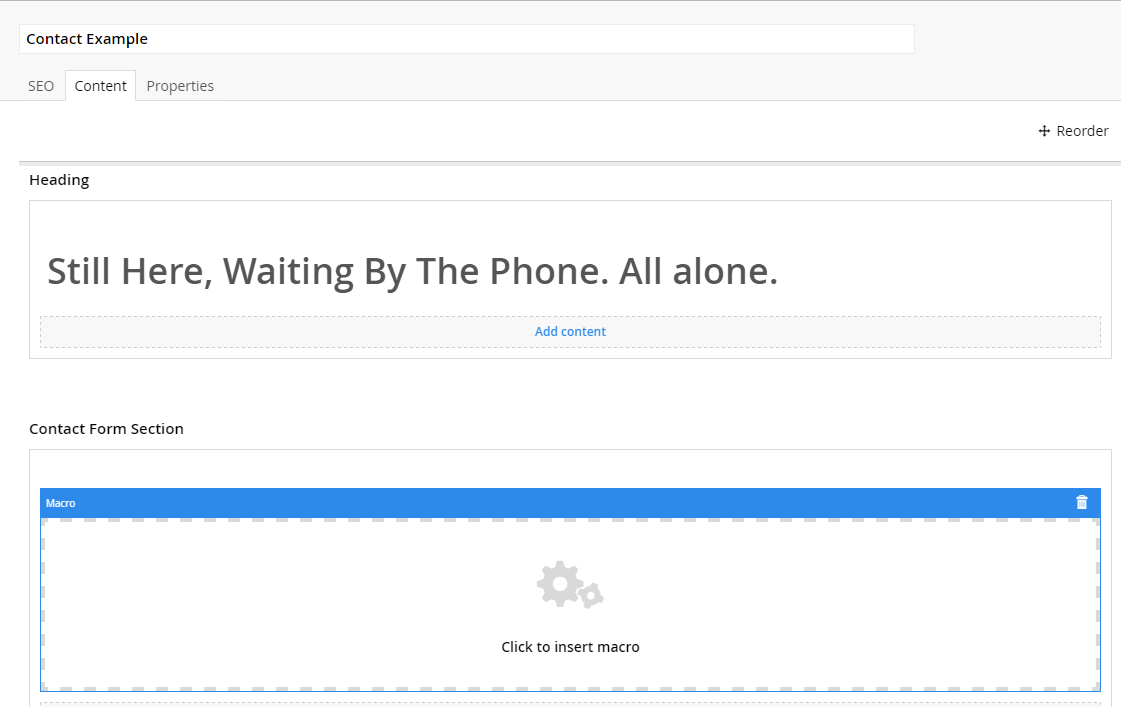 Contact Example
SEO Content Properties
Reorder
Heading
Still Here, Waiting By The Phone. All alone.
Add content
Contact Form Section
Macro
Click to insert macro